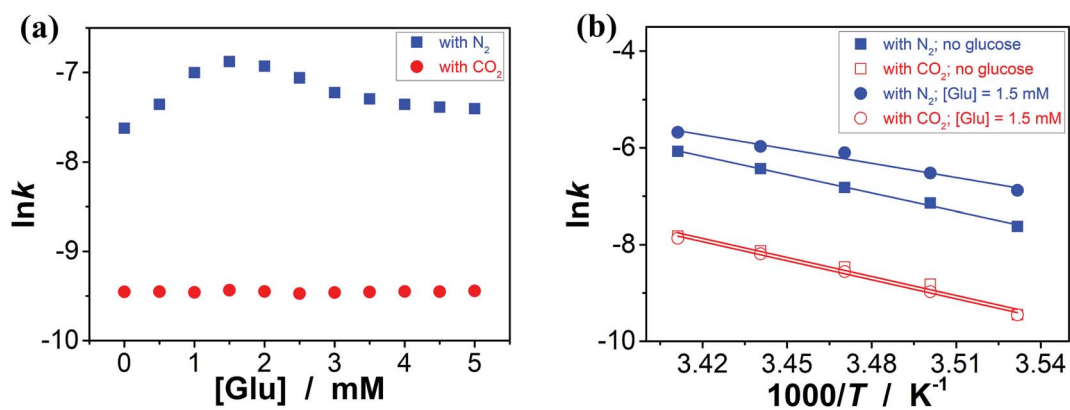 (a)
with N₂
with CO₂
-7
-8
-9
-10
lnk
0 1 2 3 4 5
[Glu] / mM
(b)
with N₂; no glucose
with CO₂; no glucose
with N₂; [Glu] = 1.5 mM
with CO₂; [Glu] = 1.5 mM
-4
-6
-8
-10
lnk
3.42 3.45 3.48 3.51 3.54
1000/T / K⁻¹